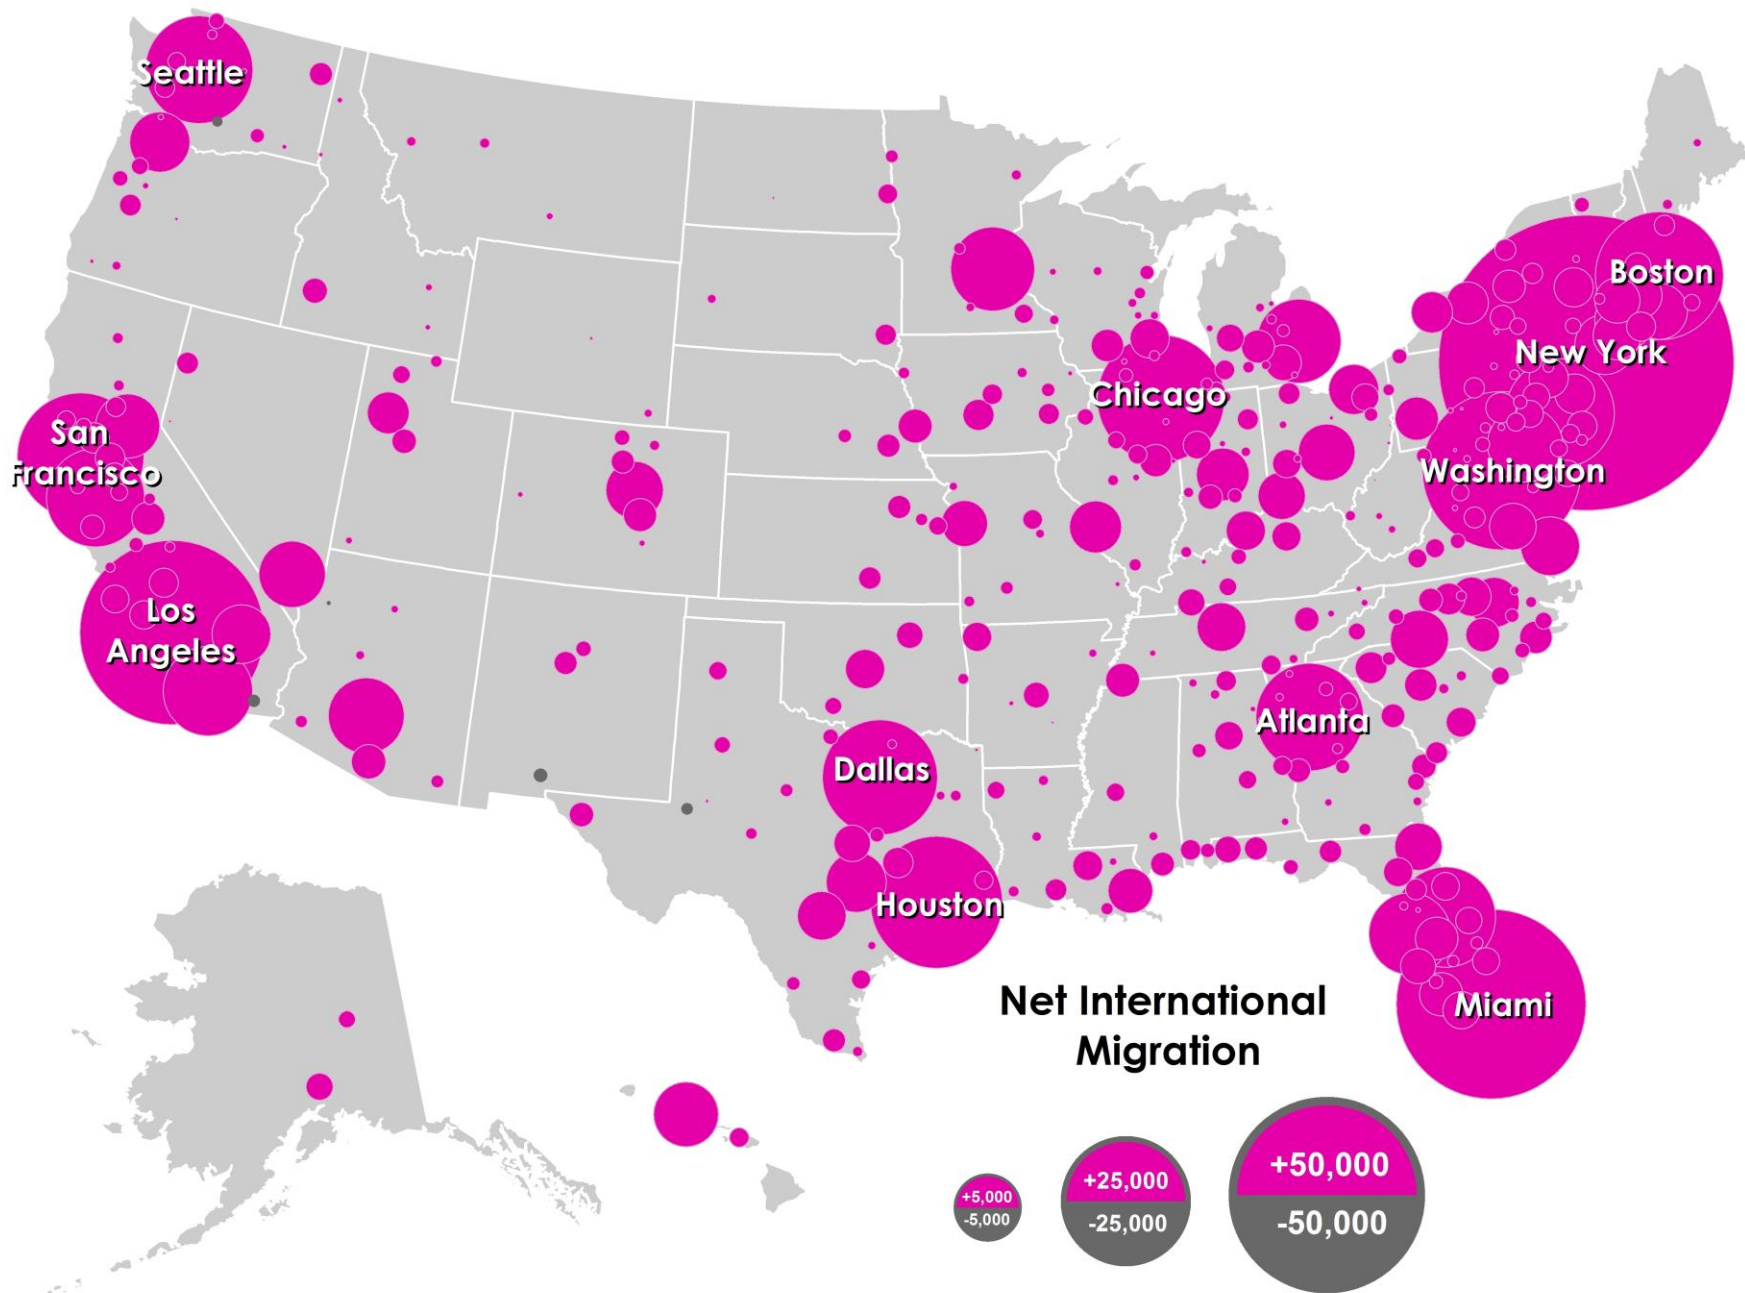 Seattle
Boston
New York
Chicago
San
Francisco
Washington
Los
Angeles
Atlanta
Dallas
Houston
Net International
Migration
Miami
+5,000
-5,000
+25,000
-25,000
+50,000
-50,000